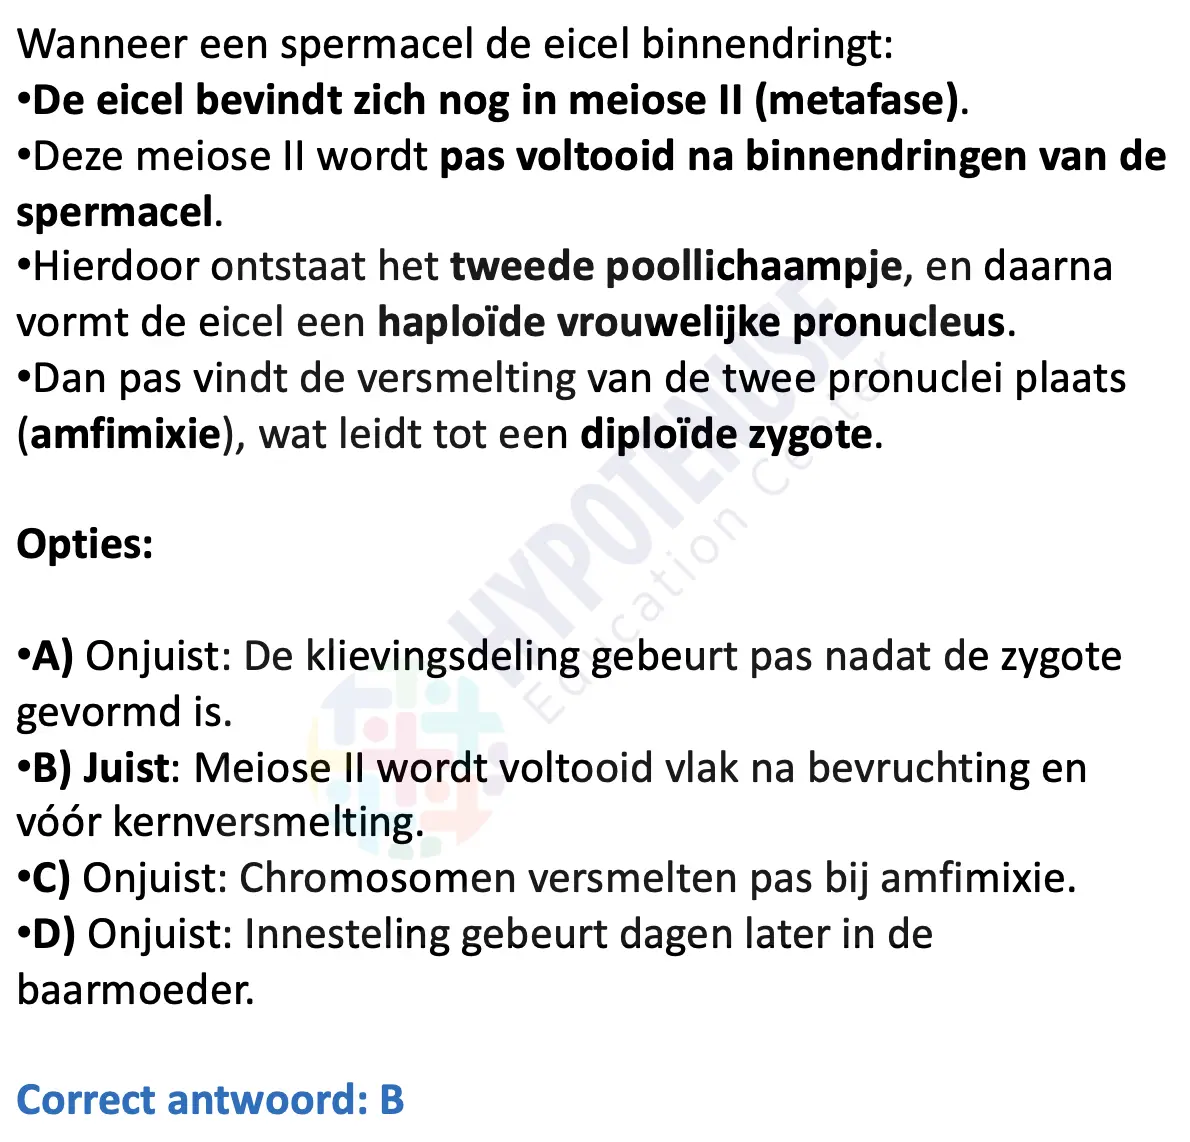 Wanneer een spermacel de eicel binnendringt:
•De eicel bevindt zich nog in meiose II (metafase).
•Deze meiose II wordt pas voltooid na binnendringen van de
spermacel.
•Hierdoor ontstaat het tweede poollichaampje, en daarna
vormt de eicel een haploïde vrouwelijke pronucleus.
•Dan pas vindt de versmelting van de twee pronuclei plaats
(amfimixie), wat leidt tot een diploïde zygote.
Opties:
•A) Onjuist: De klievingsdeling gebeurt pas nadat de zygote
gevormd is.
•B) Juist: Meiose II wordt voltooid vlak na bevruchting en
vóór kernversmelting.
•C) Onjuist: Chromosomen versmelten pas bij amfimixie.
•D) Onjuist: Innesteling gebeurt dagen later in de
baarmoeder.
Correct antwoord: B
HYPOTENUSE
Education Center